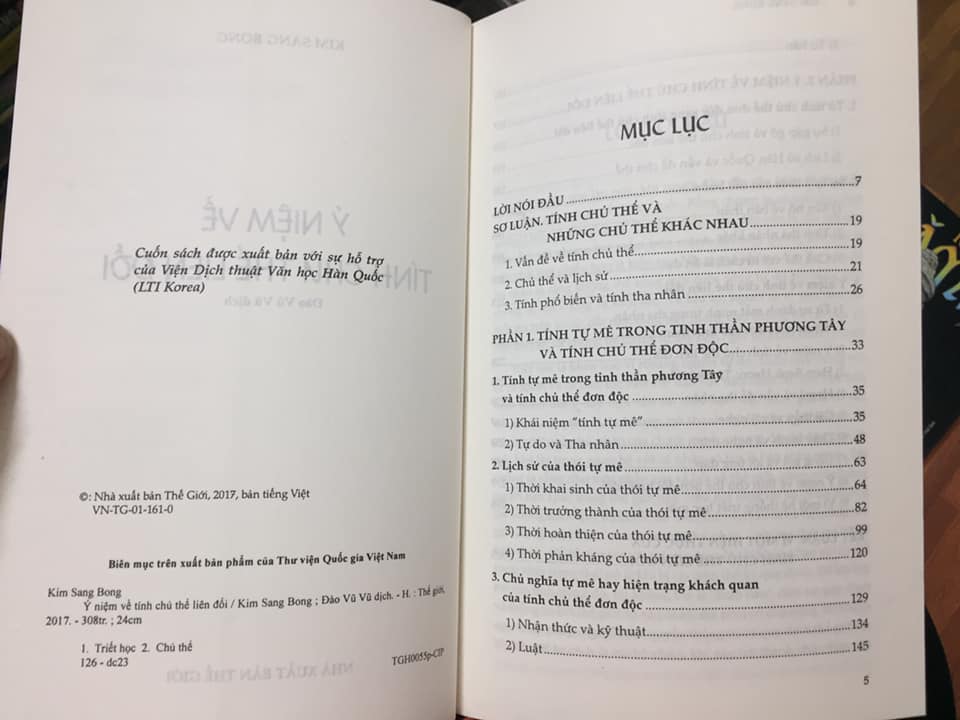 Cuốn sách được xuất bản với sự hỗ trợ
của Viện Dịch thuật Văn học Hàn Quốc
(LTI Korea)
©: Nhà xuất bản Thế Giới, 2017, bản tiếng Việt
VN-TG-01-161-0
Biên mục trên xuất bản phẩm của Thư viện Quốc gia Việt Nam
Kim Sang Bong
Ý niệm về tính chủ thể liên đới / Kim Sang Bong ; Đào Vũ Vũ dịch. - H. : Thế giới,
2017. - 308tr. ; 24cm
1. Triết học 2. Chủ thể
126 - dc23
TGH0055p-CIP
MỤC LỤC
LỜI NÓI ĐẦU...7
SƠ LUẬN. TÍNH CHỦ THỂ VÀ
NHỮNG CHỦ THỂ KHÁC NHAU...19
1. Vấn đề về tính chủ thể...19
2. Chủ thể và lịch sử...21
3. Tính phổ biến và tính tha nhân...26
PHẦN 1. TÍNH TỰ MÊ TRONG TINH THẦN PHƯƠNG TÂY
VÀ TÍNH CHỦ THỂ ĐƠN ĐỘC...33
1. Tính tự mê trong tinh thần phương Tây
và tính chủ thể đơn độc...35
1) Khái niệm “tính tự mê”...35
2) Tự do và Tha nhân...48
2. Lịch sử của thói tự mê...63
1) Thời khai sinh của thói tự mê...64
2) Thời trưởng thành của thói tự mê...82
3) Thời hoàn thiện của thói tự mê...99
4) Thời phản kháng của thói tự mê...120
3. Chủ nghĩa tự mê hay hiện trạng khách quan
của tính chủ thể đơn độc...129
1) Nhận thức và kỹ thuật...134
2) Luật...145
5